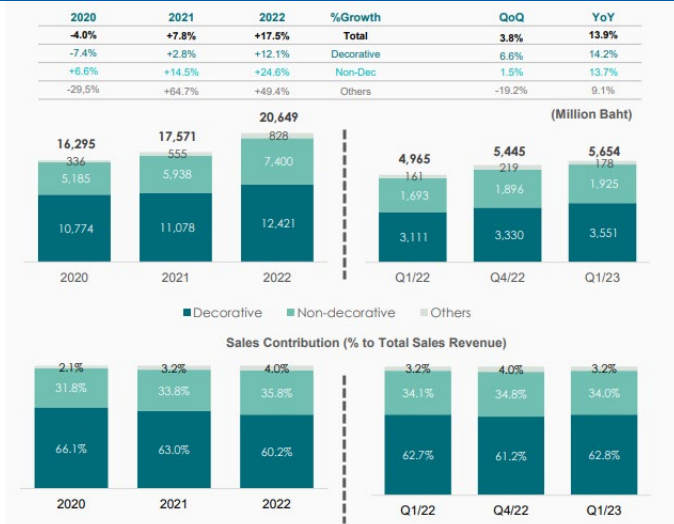 2020 2021 2022 %Growth QoQ YoY
-4.0% +7.8% +17.5% Total 3.8% 13.9%
-7.4% +2.8% +12.1% Decorative 6.6% 14.2%
+6.6% +14.5% +24.6% Non-Dec 1.5% 13.7%
-29,5% +64.7% +49.4% Others -19.2% 9.1%
(Million Baht)
16,295 17,571 20,649 4,965 5,445 5,654
336 555 828 161 219 178
5,185 5,938 7,400 1,693 1,896 1,925
10,774 11,078 12,421 3,111 3,330 3,551
2020 2021 2022 Q1/22 Q4/22 Q1/23
Decorative Non-decorative Others
Sales Contribution (% to Total Sales Revenue)
2.1% 3.2% 4.0% 3.2% 4.0% 3.2%
31.8% 33.8% 35.8% 34.1% 34.8% 34.0%
66.1% 63.0% 60.2% 62.7% 61.2% 62.8%
2020 2021 2022 Q1/22 Q4/22 Q1/23